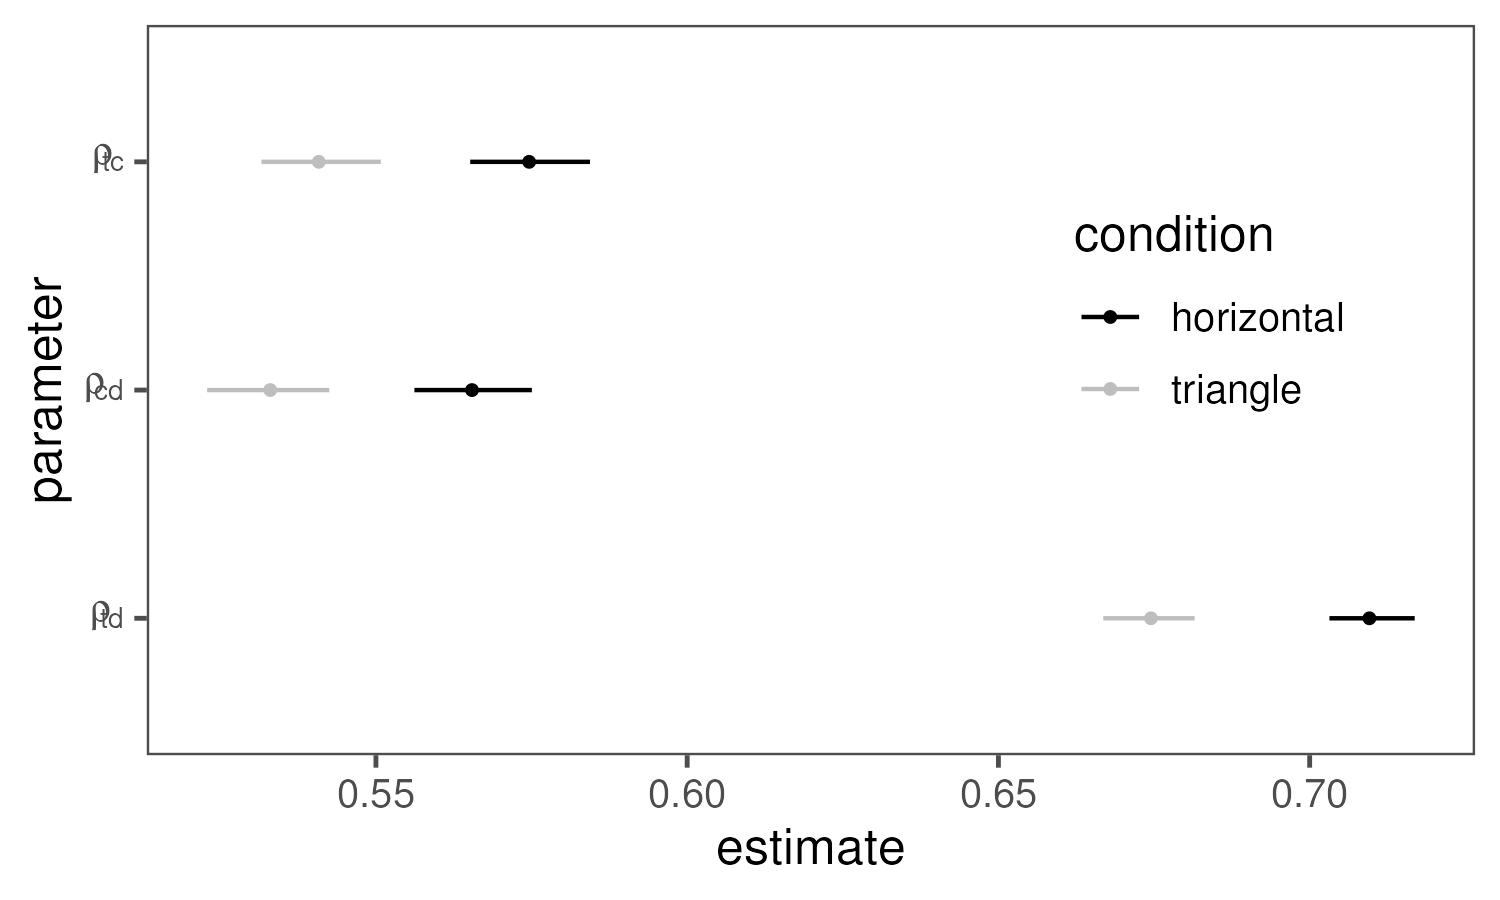 ρtc
condition
horizontal
parameter
ρcd
triangle
ρtd
0.55 0.60 0.65 0.70
estimate